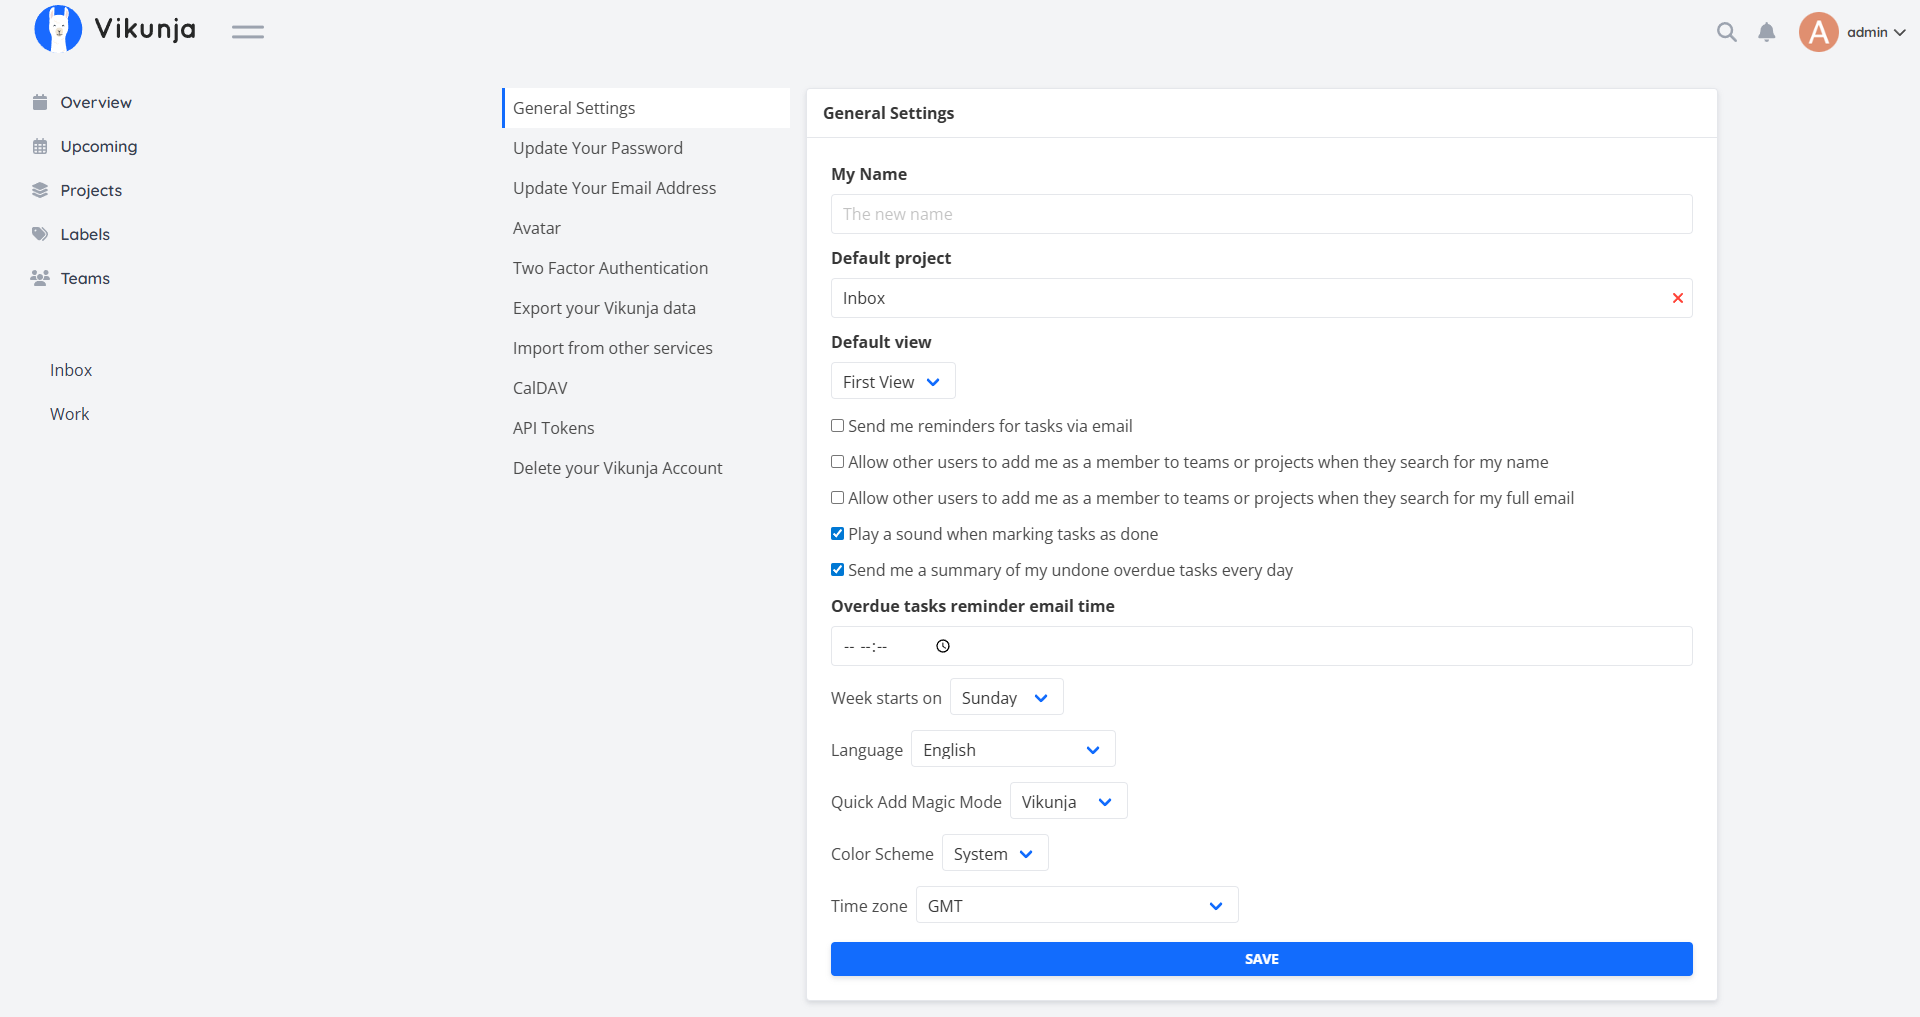 Vikunja
A admin
Overview
Upcoming
Projects
Labels
Teams
Inbox
Work
General Settings
Update Your Password
Update Your Email Address
Avatar
Two Factor Authentication
Export your Vikunja data
Import from other services
CalDAV
API Tokens
Delete your Vikunja Account
General Settings
My Name
The new name
Default project
Inbox
Default view
First View
Send me reminders for tasks via email
Allow other users to add me as a member to teams or projects when they search for my name
Allow other users to add me as a member to teams or projects when they search for my full email
Play a sound when marking tasks as done
Send me a summary of my undone overdue tasks every day
Overdue tasks reminder email time
-- --:--
Week starts on Sunday
Language English
Quick Add Magic Mode Vikunja
Color Scheme System
Time zone GMT
SAVE